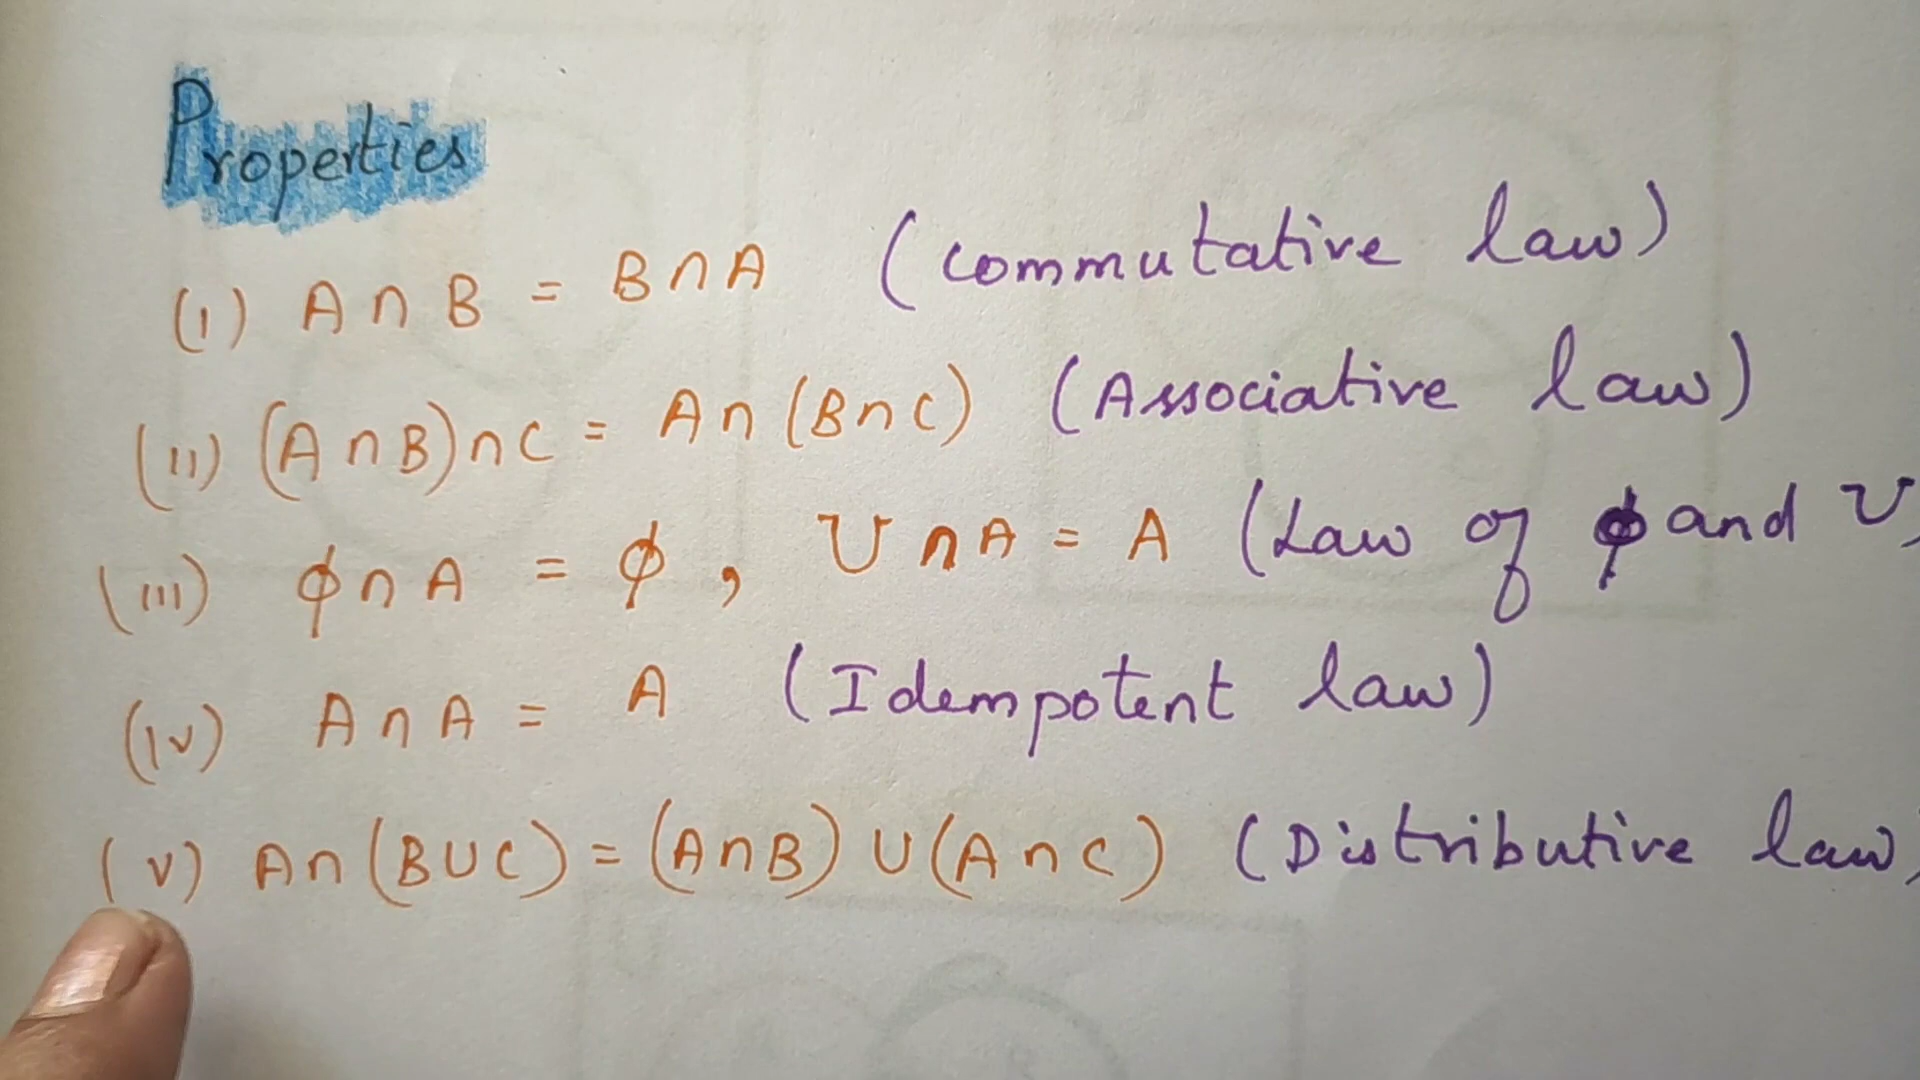 Properties
(i) A ∩ B = B ∩ A (Commutative law)
(ii) (A ∩ B) ∩ C = A ∩ (B ∩ C) (Associative law)
(iii) ϕ ∩ A = ϕ, U ∩ A = A (Law of ϕ and U)
(iv) A ∩ A = A (Idempotent law)
(v) A ∩ (B ∪ C) = (A ∩ B) ∪ (A ∩ C) (Distributive law)